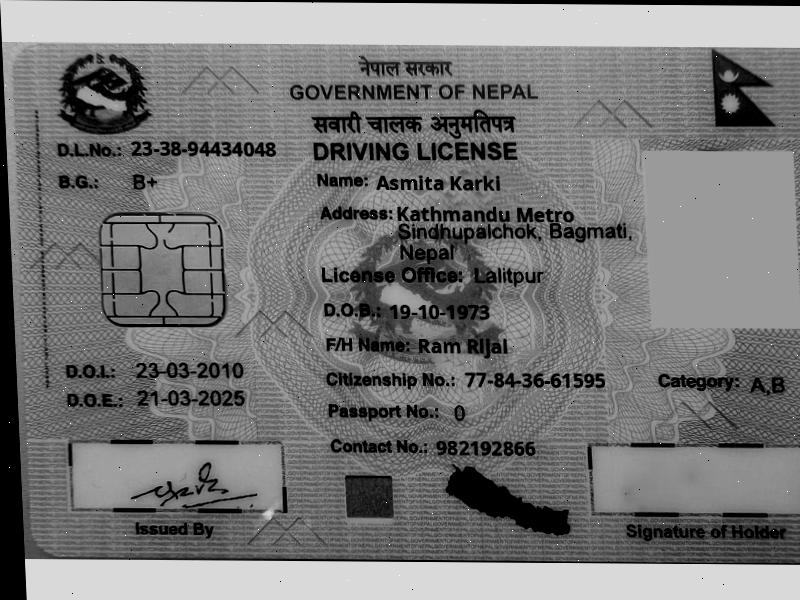 नेपाल सरकार
GOVERNMENT OF NEPAL
सवारी चालक अनुमतिपत्र
DRIVING LICENSE
D.L.No.: 23-38-94434048
B.G.: B+
Name: Asmita Karki
Address: Kathmandu Metro
Sindhupalchok, Bagmati,
Nepal
License Office: Lalitpur
D.O.B.: 19-10-1973
F/H Name: Ram Rijal
D.O.I.: 23-03-2010
Citizenship No.: 77-84-36-61595
Category: A,B
D.O.E.: 21-03-2025
Passport No.: 0
Contact No.: 982192866
Issued By
Signature of Holder